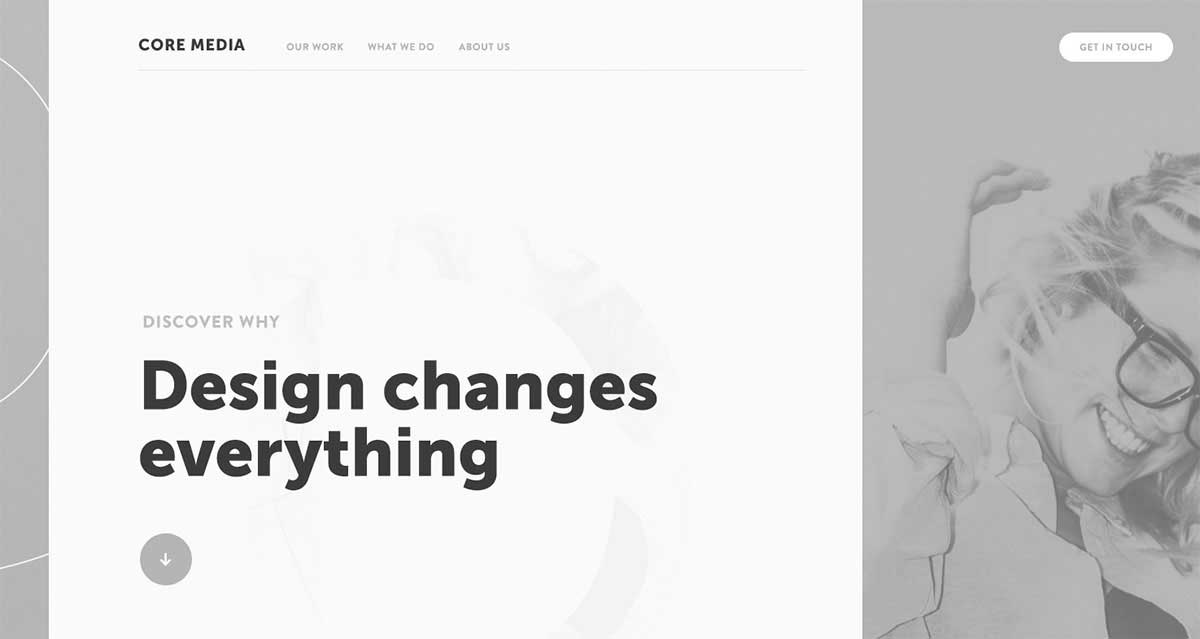 CORE MEDIA
OUR WORK
WHAT WE DO
ABOUT US
GET IN TOUCH
DISCOVER WHY
Design changes
everything